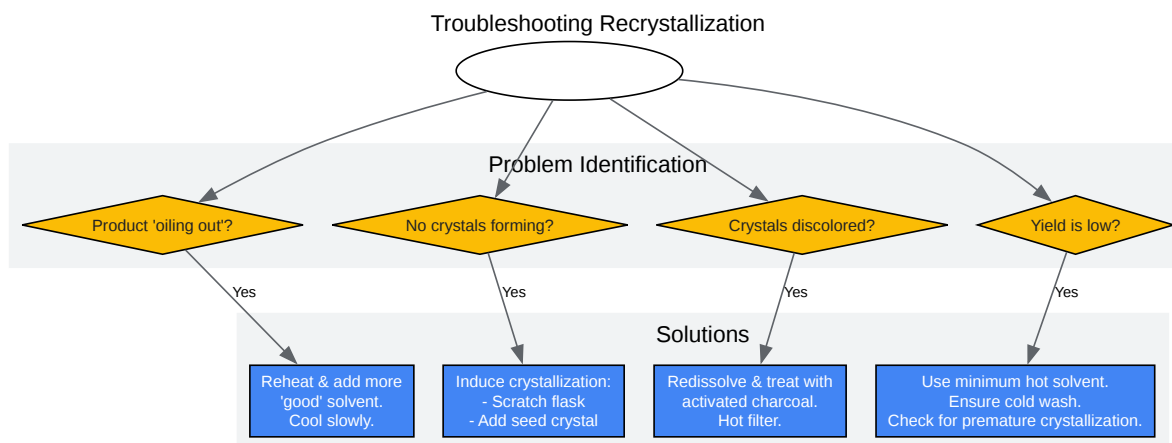 Troubleshooting Recrystallization
Problem Identification
Product 'oiling out'?
No crystals forming?
Crystals discolored?
Yield is low?
Yes
Yes
Yes
Yes
Solutions
Reheat & add more
'good' solvent.
Cool slowly.
Induce crystallization:
- Scratch flask
- Add seed crystal
Redissolve & treat with
activated charcoal.
Hot filter.
Use minimum hot solvent.
Ensure cold wash.
Check for premature crystallization.